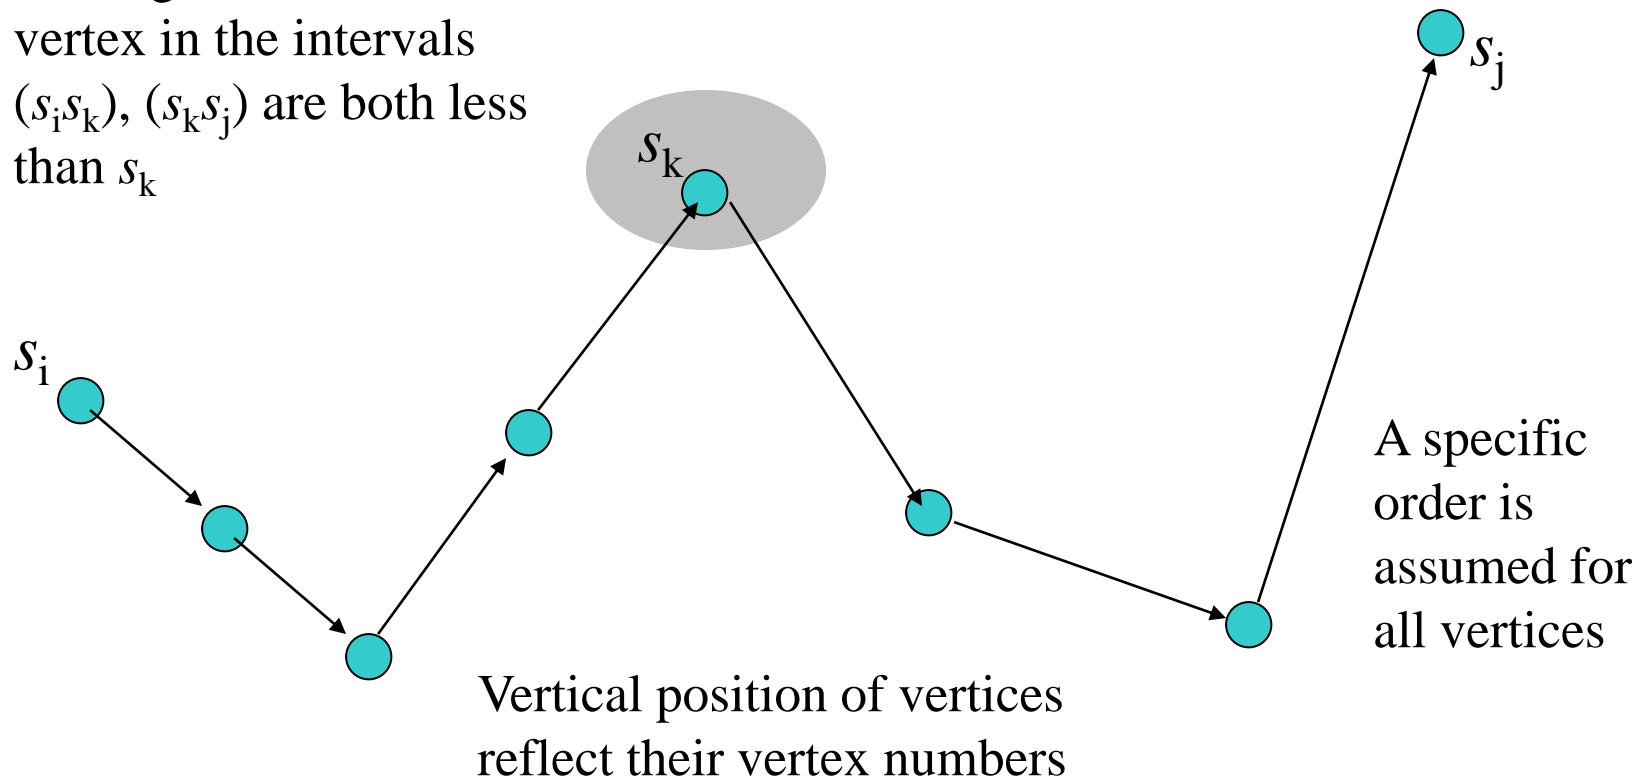 vertex in the intervals
(sᵢsₖ), (sₖsⱼ) are both less
than sₖ
sₖ
sⱼ
sᵢ
A specific
order is
assumed for
all vertices
Vertical position of vertices
reflect their vertex numbers